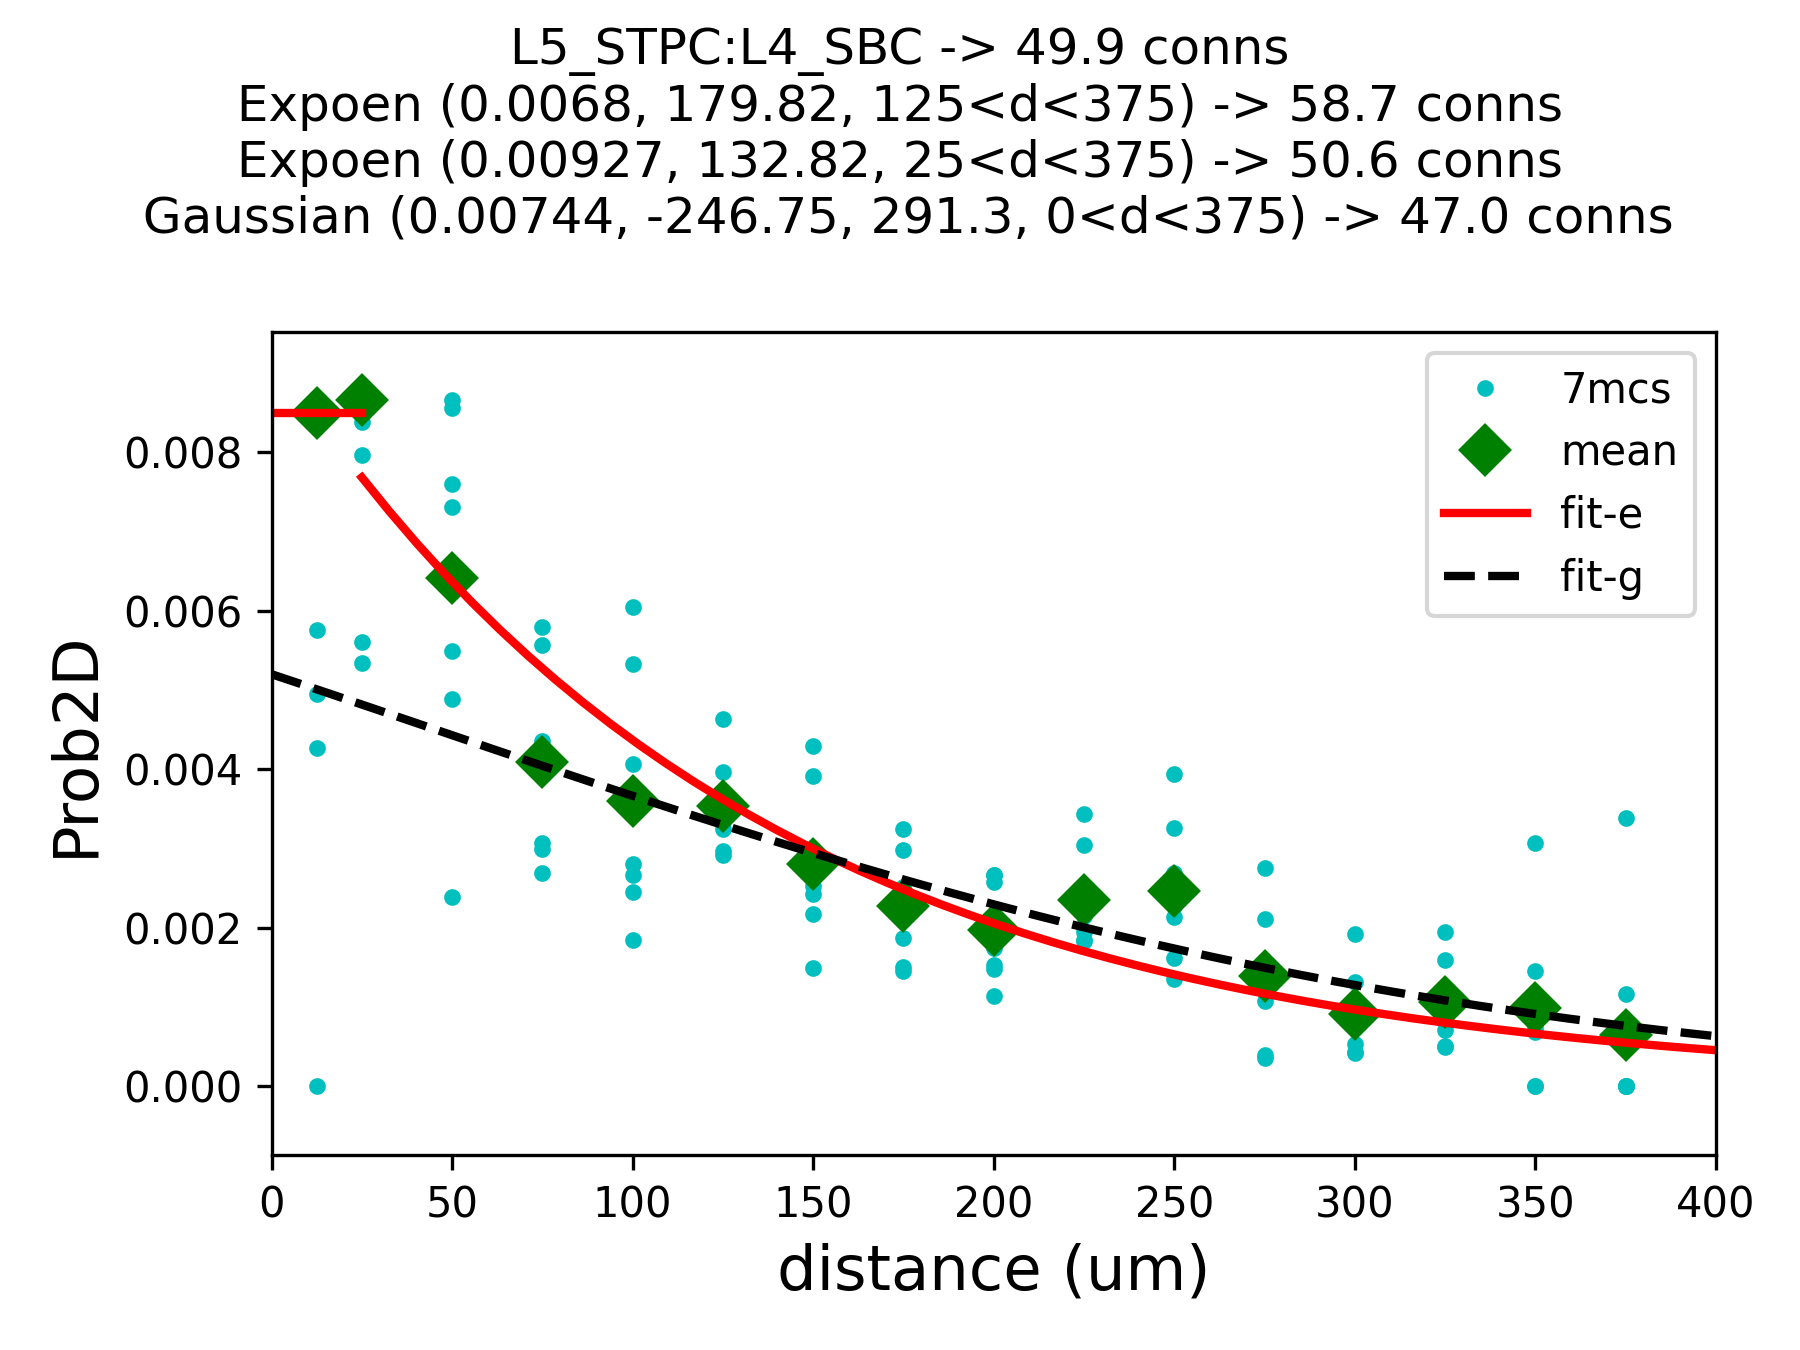 L5_STPC:L4_SBC -> 49.9 conns
Expoen (0.0068, 179.82, 125<d<375) -> 58.7 conns
Expoen (0.00927, 132.82, 25<d<375) -> 50.6 conns
Gaussian (0.00744, -246.75, 291.3, 0<d<375) -> 47.0 conns
7mcs
mean
fit-e
fit-g
Prob2D
0.008
0.006
0.004
0.002
0.000
0 50 100 150 200 250 300 350 400
distance (um)